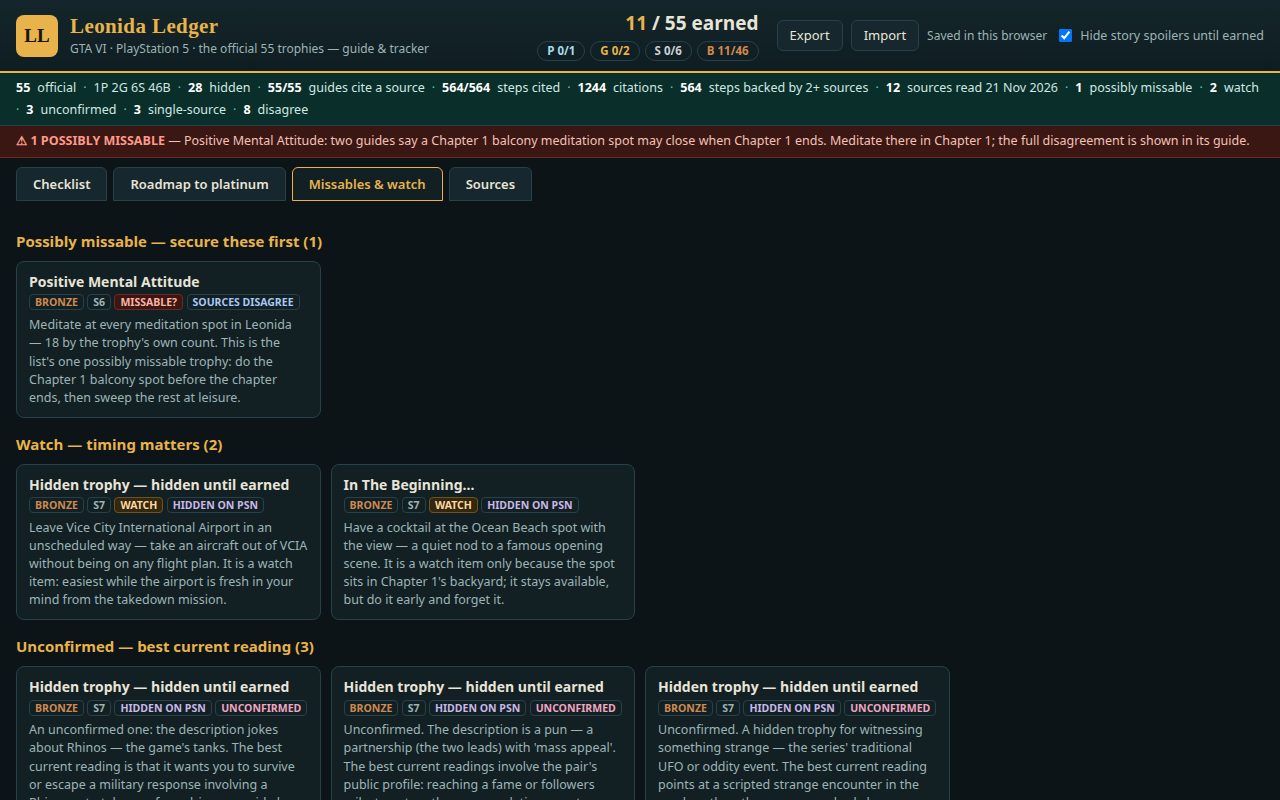 LL
Leonida Ledger
GTA VI · PlayStation 5 · the official 55 trophies — guide & tracker
11 / 55 earned
P 0/1 G 0/2 S 0/6 B 11/46
Export Import Saved in this browser Hide story spoilers until earned
55 official · 1P 2G 6S 46B · 28 hidden · 55/55 guides cite a source · 564/564 steps cited · 1244 citations · 564 steps backed by 2+ sources · 12 sources read 21 Nov 2026 · 1 possibly missable · 2 watch
· 3 unconfirmed · 3 single-source · 8 disagree
⚠ 1 POSSIBLY MISSABLE — Positive Mental Attitude: two guides say a Chapter 1 balcony meditation spot may close when Chapter 1 ends. Meditate there in Chapter 1; the full disagreement is shown in its guide.
Checklist Roadmap to platinum Missables & watch Sources
Possibly missable — secure these first (1)
Positive Mental Attitude
BRONZE S6 MISSABLE? SOURCES DISAGREE
Meditate at every meditation spot in Leonida
— 18 by the trophy's own count. This is the
list's one possibly missable trophy: do the
Chapter 1 balcony spot before the chapter
ends, then sweep the rest at leisure.
Watch — timing matters (2)
Hidden trophy — hidden until earned
BRONZE S7 WATCH HIDDEN ON PSN
Leave Vice City International Airport in an
unscheduled way — take an aircraft out of VCIA
without being on any flight plan. It is a watch
item: easiest while the airport is fresh in your
mind from the takedown mission.
In The Beginning...
BRONZE S7 WATCH HIDDEN ON PSN
Have a cocktail at the Ocean Beach spot with
the view — a quiet nod to a famous opening
scene. It is a watch item only because the spot
sits in Chapter 1's backyard; it stays available,
but do it early and forget it.
Unconfirmed — best current reading (3)
Hidden trophy — hidden until earned
BRONZE S7 HIDDEN ON PSN UNCONFIRMED
An unconfirmed one: the description jokes
about Rhinos — the game's tanks. The best
current reading is that it wants you to survive
or escape a military response involving a
Hidden trophy — hidden until earned
BRONZE S7 HIDDEN ON PSN UNCONFIRMED
Unconfirmed. The description is a pun — a
partnership (the two leads) with 'mass appeal'.
The best current readings involve the pair's
public profile: reaching a fame or followers
Hidden trophy — hidden until earned
BRONZE S7 HIDDEN ON PSN UNCONFIRMED
Unconfirmed. A hidden trophy for witnessing
something strange — the series' traditional
UFO or oddity event. The best current reading
points at a scripted strange encounter in the